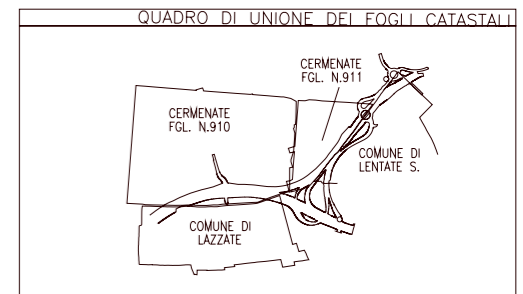 QUADRO DI UNIONE DEI FOGLI CATASTALI
CERMENATE
FGL. N.911
CERMENATE
FGL. N.910
COMUNE DI
LENTATE S.
COMUNE DI
LAZZATE